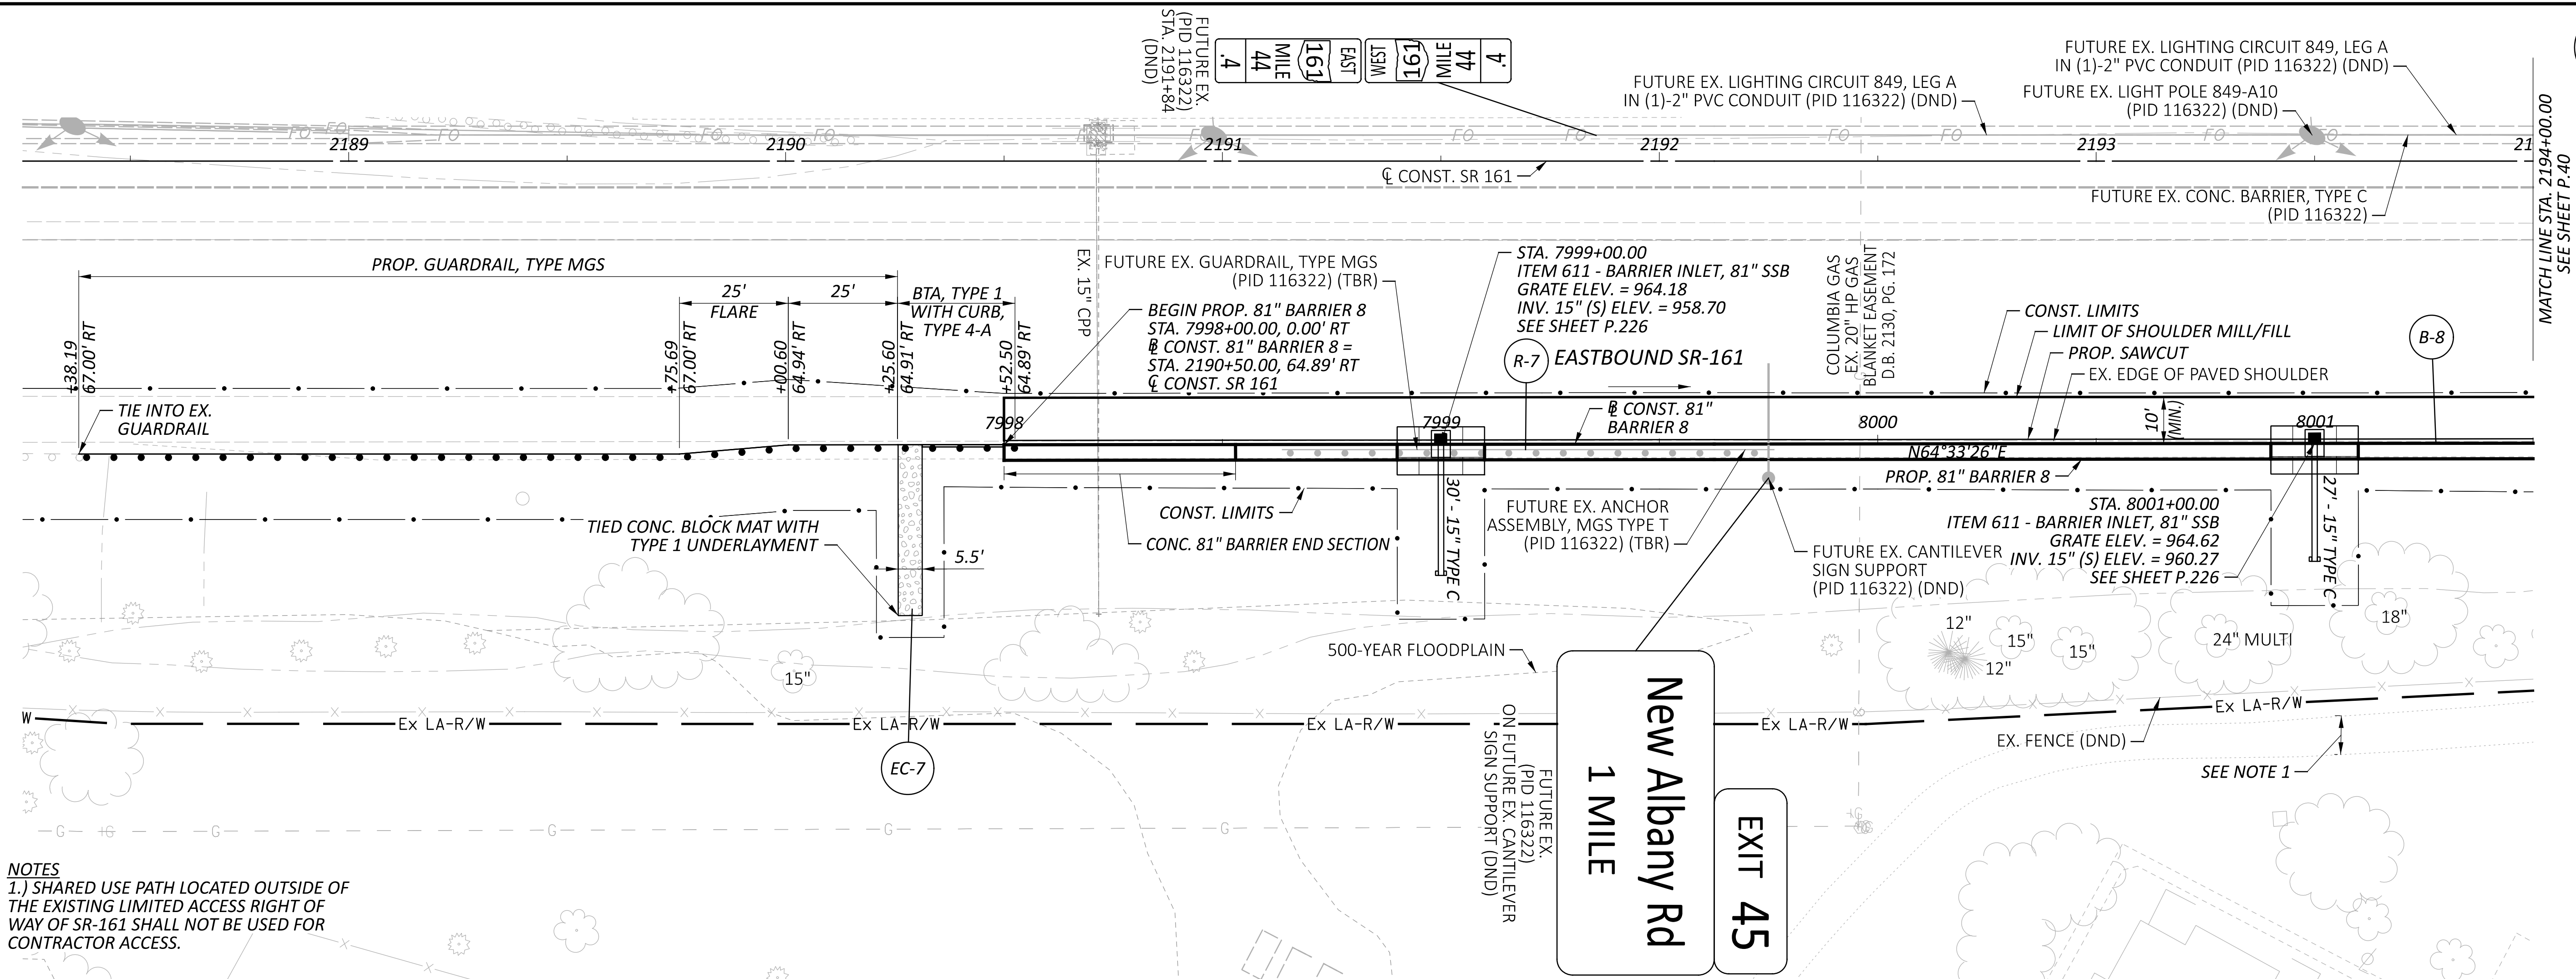 FUTURE EX.
(PID 116322)
STA. 2191+84
(DND)
.4
44
MILE
161
EAST
WEST
161
MILE
44
.4
FUTURE EX. LIGHTING CIRCUIT 849, LEG A
IN (1)-2" PVC CONDUIT (PID 116322) (DND)
FUTURE EX. LIGHTING CIRCUIT 849, LEG A
IN (1)-2" PVC CONDUIT (PID 116322) (DND)
FUTURE EX. LIGHT POLE 849-A10
(PID 116322) (DND)
MATCH LINE STA. 2194+00.00
SEE SHEET P.40
FO FO FO FO FO FO FO FO FO FO FO FO
2189
2190
2191
2192
2193
21
℄ CONST. SR 161
FUTURE EX. CONC. BARRIER, TYPE C
(PID 116322)
PROP. GUARDRAIL, TYPE MGS
25'
FLARE
25'
BTA, TYPE 1
WITH CURB,
TYPE 4-A
EX. 15" CPP
FUTURE EX. GUARDRAIL, TYPE MGS
(PID 116322) (TBR)
BEGIN PROP. 81" BARRIER 8
STA. 7998+00.00, 0.00' RT
BL CONST. 81" BARRIER 8 =
STA. 2190+50.00, 64.89' RT
℄ CONST. SR 161
STA. 7999+00.00
ITEM 611 - BARRIER INLET, 81" SSB
GRATE ELEV. = 964.18
INV. 15" (S) ELEV. = 958.70
SEE SHEET P.226
R-7
EASTBOUND SR-161
COLUMBIA GAS
EX. 20" HP GAS
BLANKET EASEMENT
D.B. 2130, PG. 172
CONST. LIMITS
LIMIT OF SHOULDER MILL/FILL
PROP. SAWCUT
EX. EDGE OF PAVED SHOULDER
B-8
+38.19
67.00' RT
+75.69
67.00' RT
+00.60
64.94' RT
+25.60
64.91' RT
+52.50
64.89' RT
TIE INTO EX.
GUARDRAIL
7998
7999
BL CONST. 81"
BARRIER 8
8000
10'
(MIN.)
8001
N64°33'26"E
PROP. 81" BARRIER 8
TIED CONC. BLOCK MAT WITH
TYPE 1 UNDERLAYMENT
5.5'
CONST. LIMITS
CONC. 81" BARRIER END SECTION
30' - 15" TYPE C
FUTURE EX. ANCHOR
ASSEMBLY, MGS TYPE T
(PID 116322) (TBR)
FUTURE EX. CANTILEVER
SIGN SUPPORT
(PID 116322) (DND)
STA. 8001+00.00
ITEM 611 - BARRIER INLET, 81" SSB
GRATE ELEV. = 964.62
INV. 15" (S) ELEV. = 960.27
SEE SHEET P.226
27' - 15" TYPE C
15"
500-YEAR FLOODPLAIN
12"
12"
15"
15"
24" MULTI
18"
W
Ex LA-R/W
Ex LA-R/W
Ex LA-R/W
Ex LA-R/W
Ex LA-R/W
EC-7
FUTURE EX.
(PID 116322)
ON FUTURE EX. CANTILEVER
SIGN SUPPORT (DND)
New Albany Rd
1 MILE
EXIT 45
EX. FENCE (DND)
SEE NOTE 1
G G G G G G
NOTES
1.) SHARED USE PATH LOCATED OUTSIDE OF
THE EXISTING LIMITED ACCESS RIGHT OF
WAY OF SR-161 SHALL NOT BE USED FOR
CONTRACTOR ACCESS.